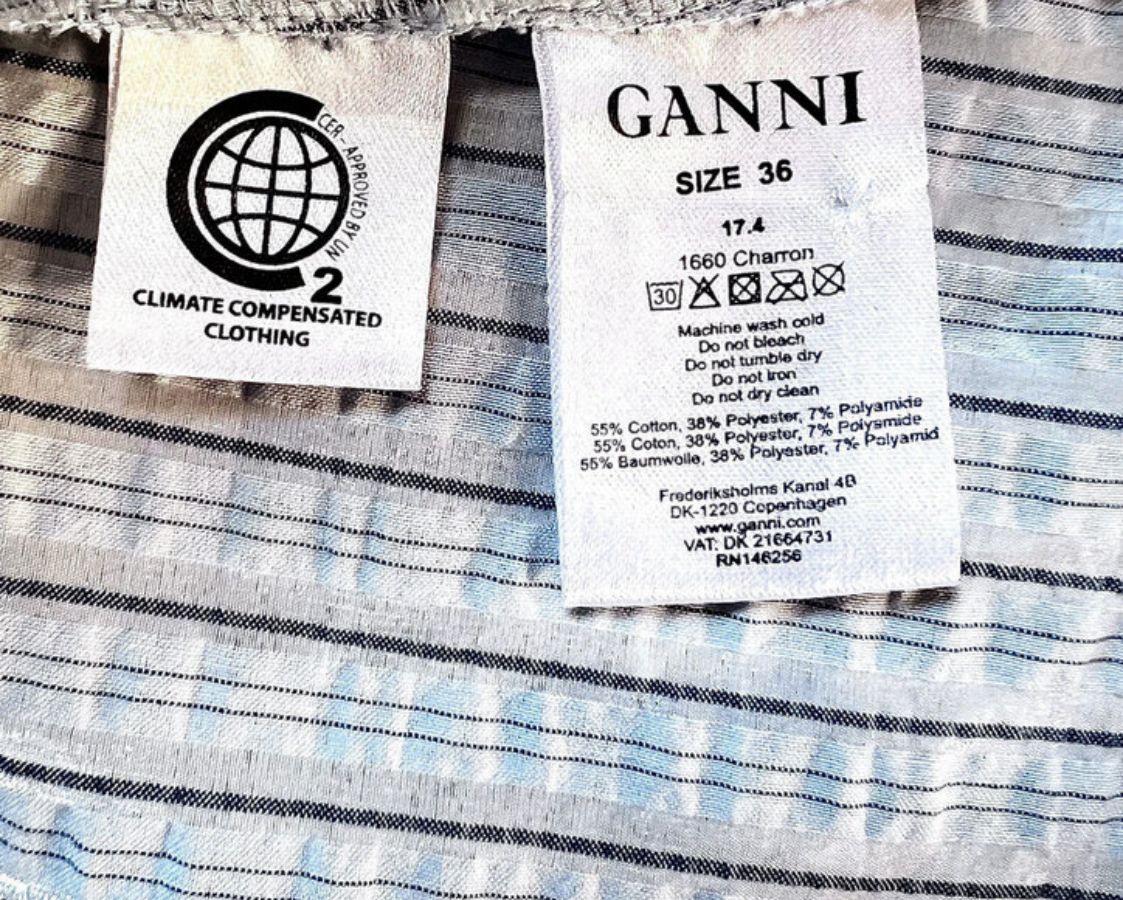 CER - APPROVED BY UN
2
CLIMATE COMPENSATED
CLOTHING
GANNI
SIZE 36
17.4
1660 Charron
30
Machine wash cold
Do not bleach
Do not tumble dry
Do not Iron
Do not dry clean
55% Cotton, 38% Polyester, 7% Polyamide
55% Coton, 38% Polyester, 7% Polyamide
55% Baumwolle, 38% Polyester, 7% Polyamid
Frederiksholms Kanal 4B
DK-1220 Copenhagen
www.ganni.com
VAT: DK 21664731
RN146256